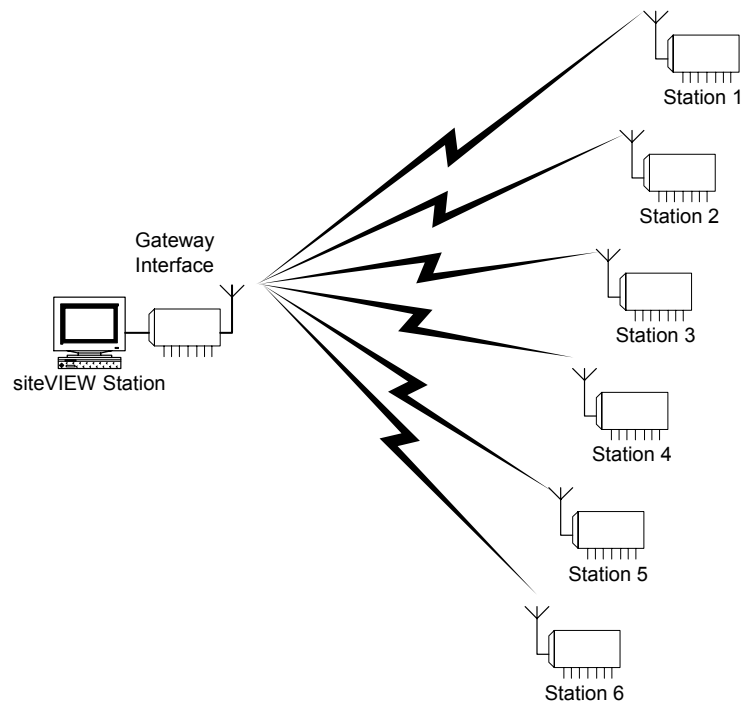 Station 1
Station 2
Gateway
Interface
Station 3
siteVIEW Station
Station 4
Station 5
Station 6